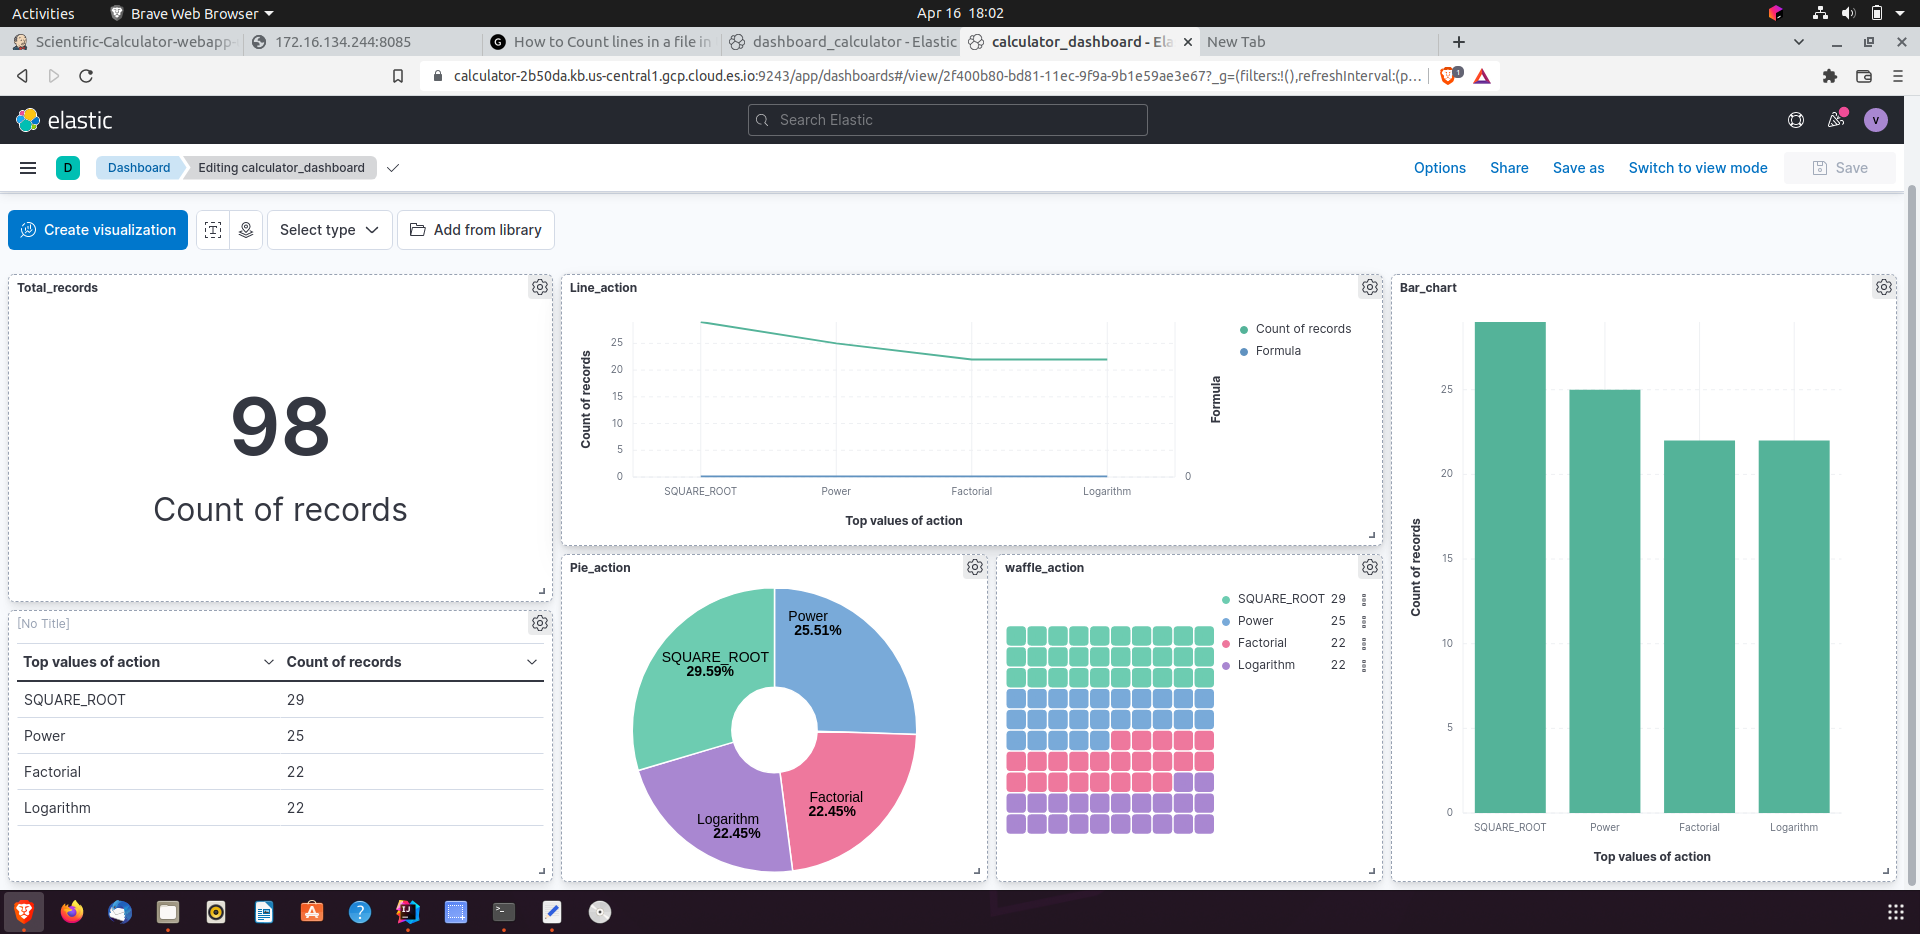 Activities
Brave Web Browser
Apr 16 18:02
Scientific-Calculator-webapp-
172.16.134.244:8085
How to Count lines in a file in
dashboard_calculator - Elastic
calculator_dashboard - Ela
New Tab
calculator-2b50da.kb.us-central1.gcp.cloud.es.io:9243/app/dashboards#/view/2f400b80-bd81-11ec-9f9a-9b1e59ae3e67?_g=(filters:!(),refreshInterval:(p...
1
elastic
Search Elastic
v
D
Dashboard
Editing calculator_dashboard
Options
Share
Save as
Switch to view mode
Save
Create visualization
Select type
Add from library
Total_records
98
Count of records
[No Title]
Top values of action Count of records
SQUARE_ROOT 29
Power 25
Factorial 22
Logarithm 22
Line_action
Count of records
25
20
15
10
5
0
SQUARE_ROOT Power Factorial Logarithm
Top values of action
0
Formula
Count of records
Formula
Pie_action
Power
25.51%
SQUARE_ROOT
29.59%
Factorial
22.45%
Logarithm
22.45%
waffle_action
SQUARE_ROOT 29
Power 25
Factorial 22
Logarithm 22
Bar_chart
Count of records
25
20
15
10
5
0
SQUARE_ROOT Power Factorial Logarithm
Top values of action